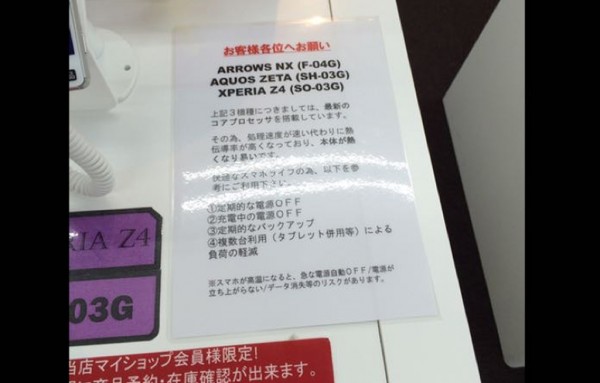 お客様各位へお願い
ARROWS NX (F-04G)
AQUOS ZETA (SH-03G)
XPERIA Z4 (SO-03G)
上記3機種につきましては、最新の
コアプロセッサを搭載しています。
その為、処理速度が速い代わりに熱
伝導率が高くなっており、本体が熱
くなり易いです。
快適なスマホライフの為、以下を参
考にご利用下さい。
①定期的な電源OFF
②充電中の電源OFF
③定期的なバックアップ
④複数台利用（タブレット併用等）による
負荷の軽減
※スマホが高温になると、急な電源自動OFF/電源が
立ち上がらない/データ消失等のリスクがあります。
RIA Z4
03G
当店マイショップ会員様限定!
商品予約・在庫確認が出来ます。